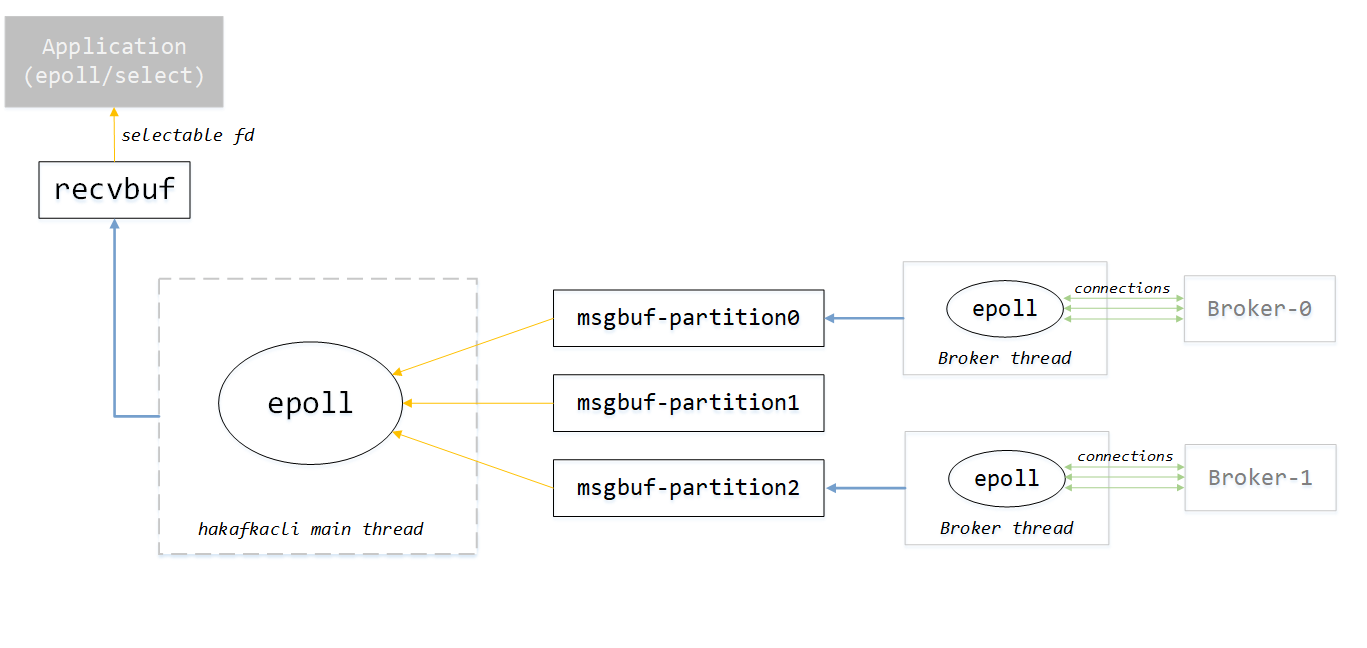 Application
(epoll/select)
selectable fd
recvbuf
epoll
hakafkacli main thread
msgbuf-partition0
msgbuf-partition1
msgbuf-partition2
epoll
Broker thread
connections
Broker-0
epoll
Broker thread
connections
Broker-1